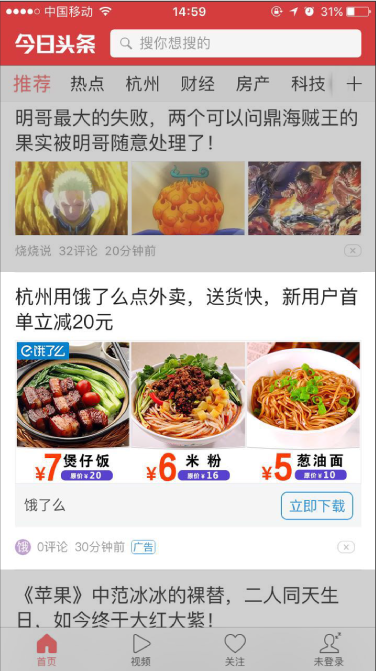 中国移动 14:59 31%
今日头条 搜你想搜的
推荐 热点 杭州 财经 房产 科技
明哥最大的失败，两个可以问鼎海贼王的
果实被明哥随意处理了！
烧烧说 32评论 20分钟前
杭州用饿了么点外卖，送货快，新用户首
单立减20元
饿了么
¥7 煲仔饭 原价¥20
¥6 米粉 原价¥16
¥5 葱油面 原价¥10
饿了么 立即下载
饿 0评论 30分钟前 广告
《苹果》中范冰冰的裸替，二人同天生
日，如今终于大红大紫！
首页 视频 关注 未登录